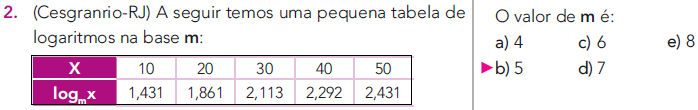 2. (Cesgranrio-RJ) A seguir temos uma pequena tabela de
logaritmos na base m:
X 10 20 30 40 50
logₘx 1,431 1,861 2,113 2,292 2,431
O valor de m é:
a) 4 c) 6 e) 8
▶b) 5 d) 7